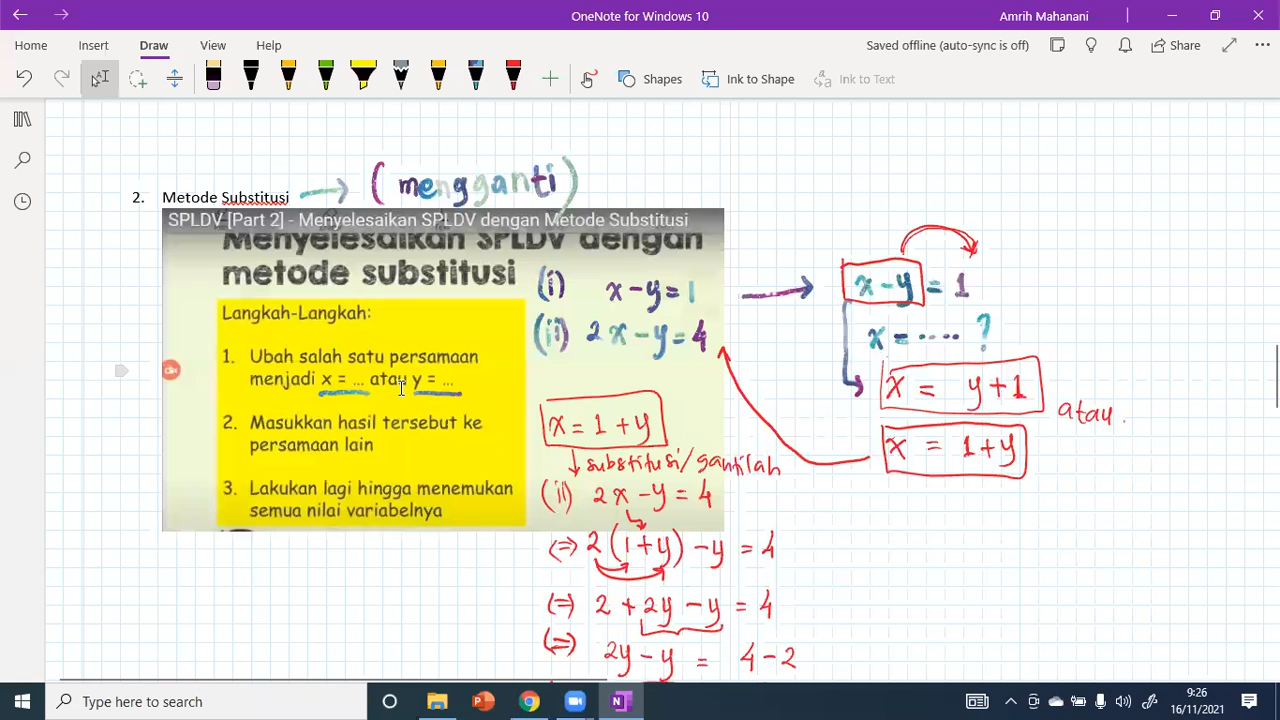 OneNote for Windows 10
Amrih Mahanani
Home Insert Draw View Help
Saved offline (auto-sync is off)
Share
Shapes
Ink to Shape
Ink to Text
2. Metode Substitusi → (mengganti)
SPLDV [Part 2] - Menyelesaikan SPLDV dengan Metode Substitusi
Menyelesaikan SPLDV dengan
metode substitusi
Langkah-Langkah:
1. Ubah salah satu persamaan
menjadi x = ... atau y = ...
2. Masukkan hasil tersebut ke
persamaan lain
3. Lakukan lagi hingga menemukan
semua nilai variabelnya
(i) x-y=1
(ii) 2x-y=4
x = 1 + y
↓ substitusi/gantilah
(ii) 2x - y = 4
(=) 2(1+y) - y = 4
(=) 2 + 2y - y = 4
(=) 2y - y = 4 - 2
x - y = 1
x = ..... ?
x = y + 1
atau.
x = 1 + y
Type here to search
9:26
16/11/2021